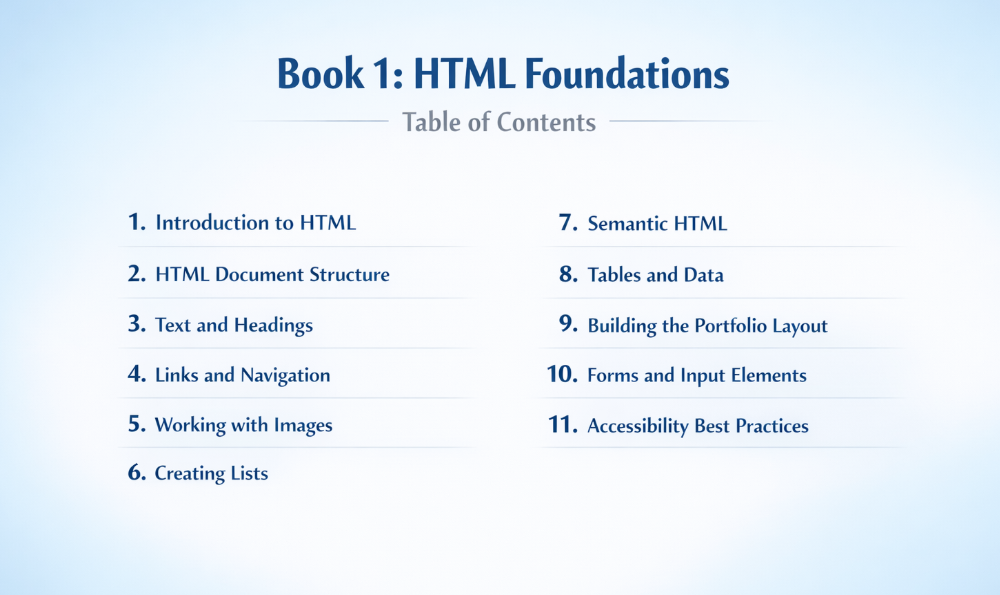 Book 1: HTML Foundations
Table of Contents
1. Introduction to HTML
2. HTML Document Structure
3. Text and Headings
4. Links and Navigation
5. Working with Images
6. Creating Lists
7. Semantic HTML
8. Tables and Data
9. Building the Portfolio Layout
10. Forms and Input Elements
11. Accessibility Best Practices